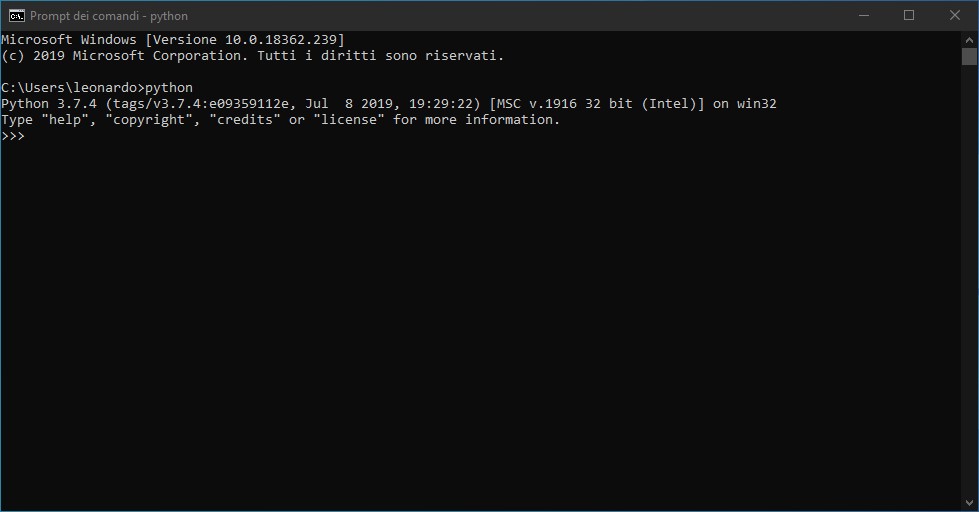 Prompt dei comandi - python
Microsoft Windows [Versione 10.0.18362.239]
(c) 2019 Microsoft Corporation. Tutti i diritti sono riservati.
C:\Users\leonardo>python
Python 3.7.4 (tags/v3.7.4:e09359112e, Jul  8 2019, 19:29:22) [MSC v.1916 32 bit (Intel)] on win32
Type "help", "copyright", "credits" or "license" for more information.
>>>